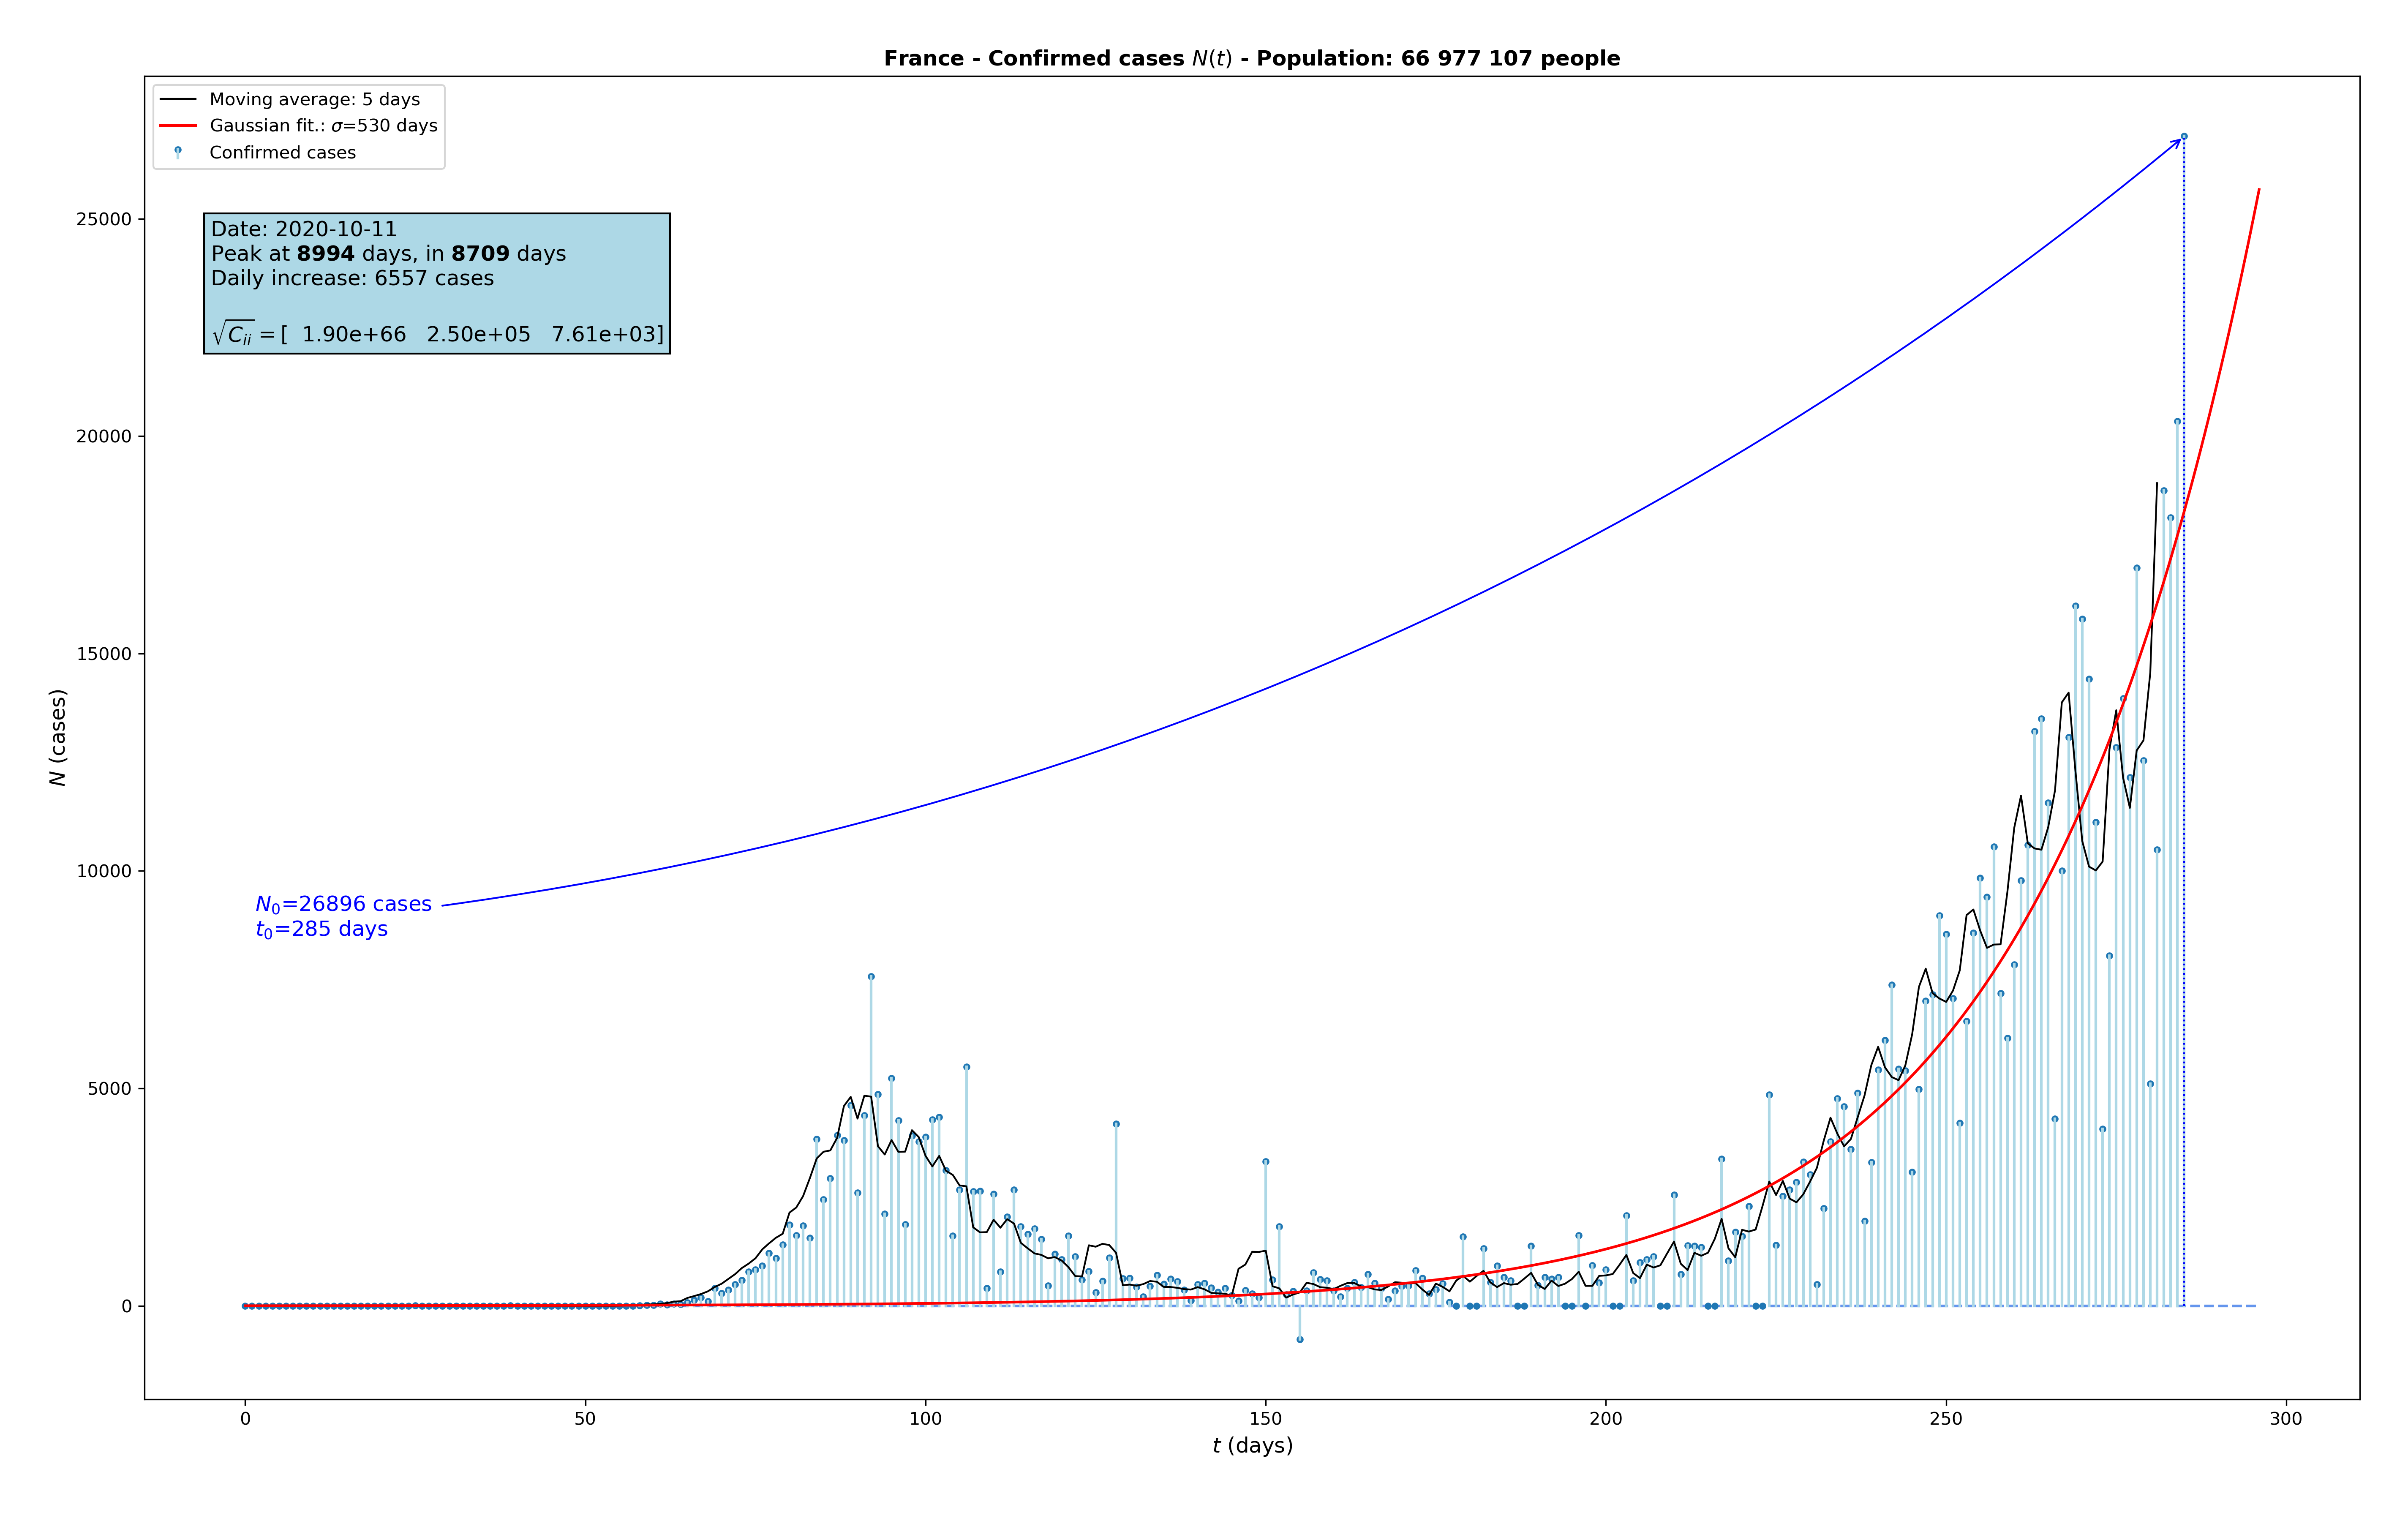 France - Confirmed cases N(t) - Population: 66 977 107 people
Moving average: 5 days
Gaussian fit.: σ=530 days
Confirmed cases
Date: 2020-10-11
Peak at 8994 days, in 8709 days
Daily increase: 6557 cases
√C_ii = [ 1.90e+66 2.50e+05 7.61e+03]
N₀=26896 cases
t₀=285 days
N (cases)
25000
20000
15000
10000
5000
0
0 50 100 150 200 250 300
t (days)